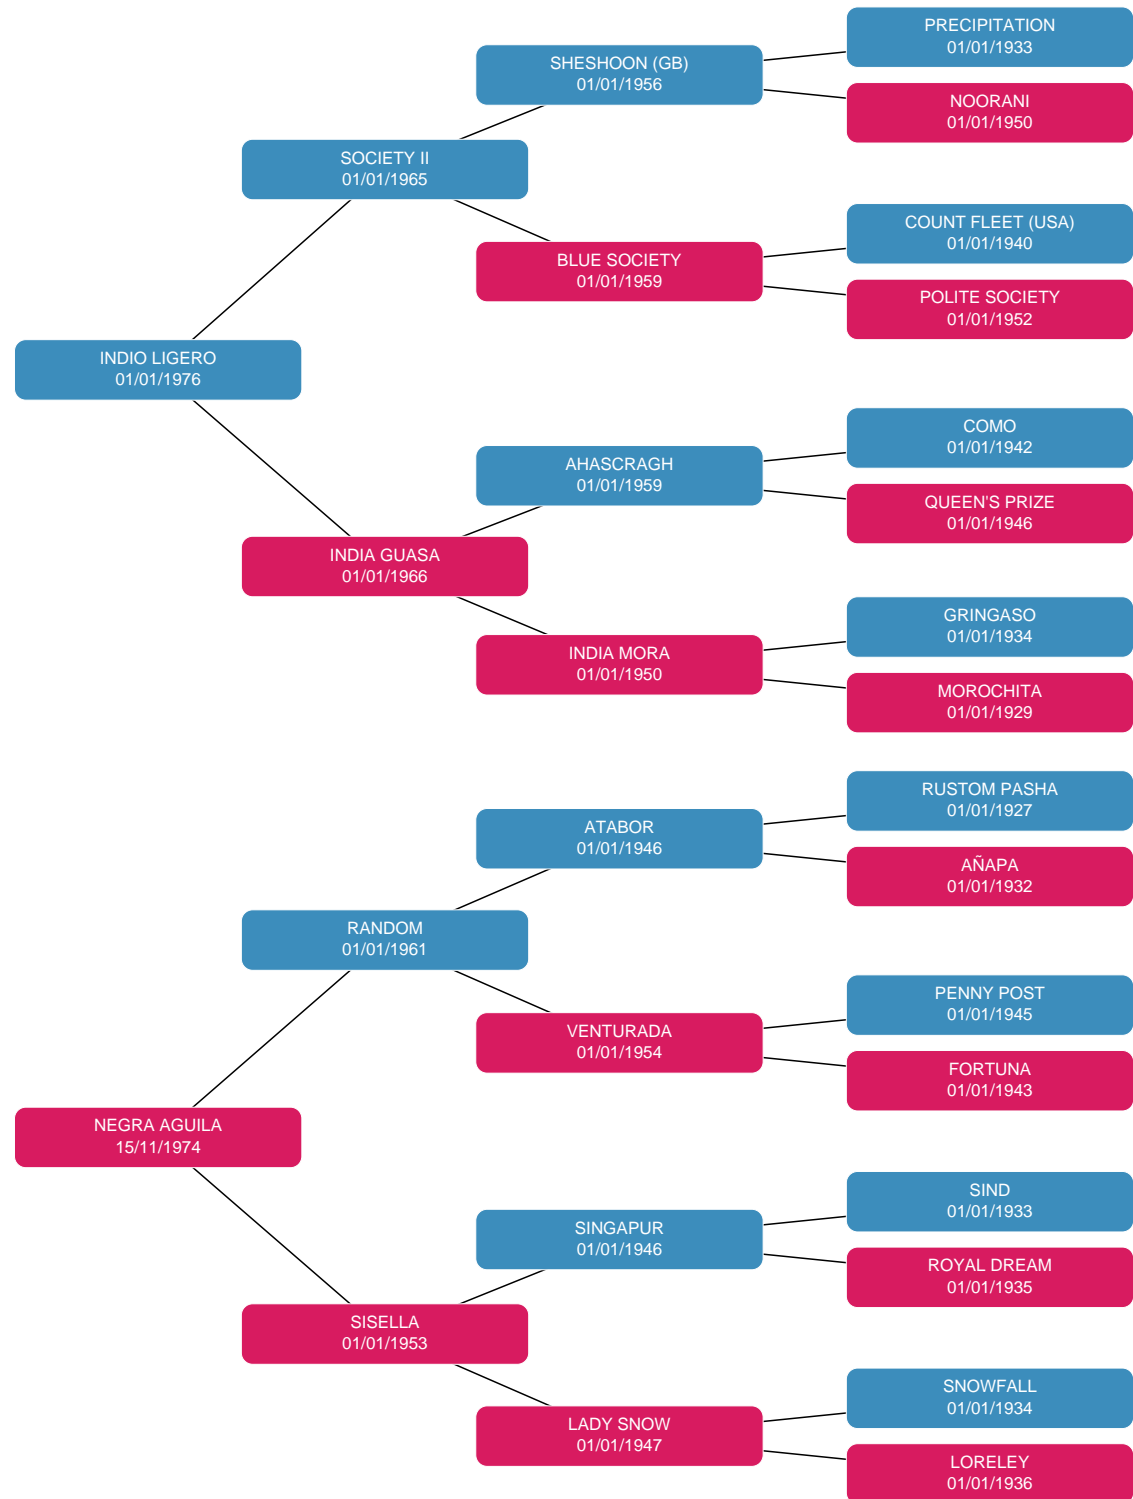 PRECIPITATION
01/01/1933
SHESHOON (GB)
01/01/1956
NOORANI
01/01/1950
SOCIETY II
01/01/1965
COUNT FLEET (USA)
01/01/1940
BLUE SOCIETY
01/01/1959
POLITE SOCIETY
01/01/1952
INDIO LIGERO
01/01/1976
COMO
01/01/1942
AHASCRAGH
01/01/1959
QUEEN'S PRIZE
01/01/1946
INDIA GUASA
01/01/1966
GRINGASO
01/01/1934
INDIA MORA
01/01/1950
MOROCHITA
01/01/1929
RUSTOM PASHA
01/01/1927
ATABOR
01/01/1946
AÑAPA
01/01/1932
RANDOM
01/01/1961
PENNY POST
01/01/1945
VENTURADA
01/01/1954
FORTUNA
01/01/1943
NEGRA AGUILA
15/11/1974
SIND
01/01/1933
SINGAPUR
01/01/1946
ROYAL DREAM
01/01/1935
SISELLA
01/01/1953
SNOWFALL
01/01/1934
LADY SNOW
01/01/1947
LORELEY
01/01/1936